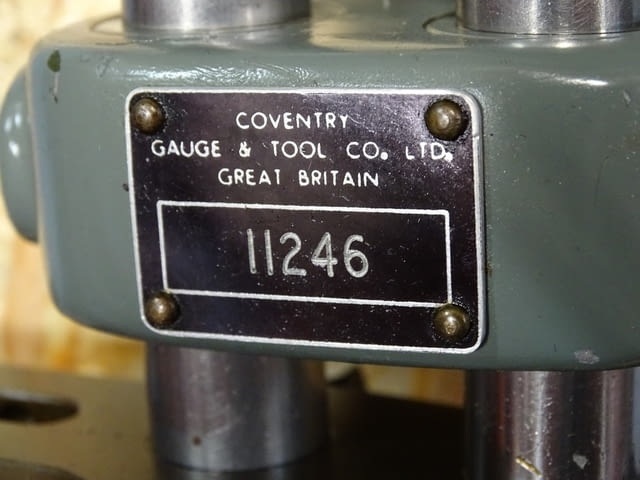 COVENTRY
GAUGE & TOOL CO. LTD.
GREAT BRITAIN
11246